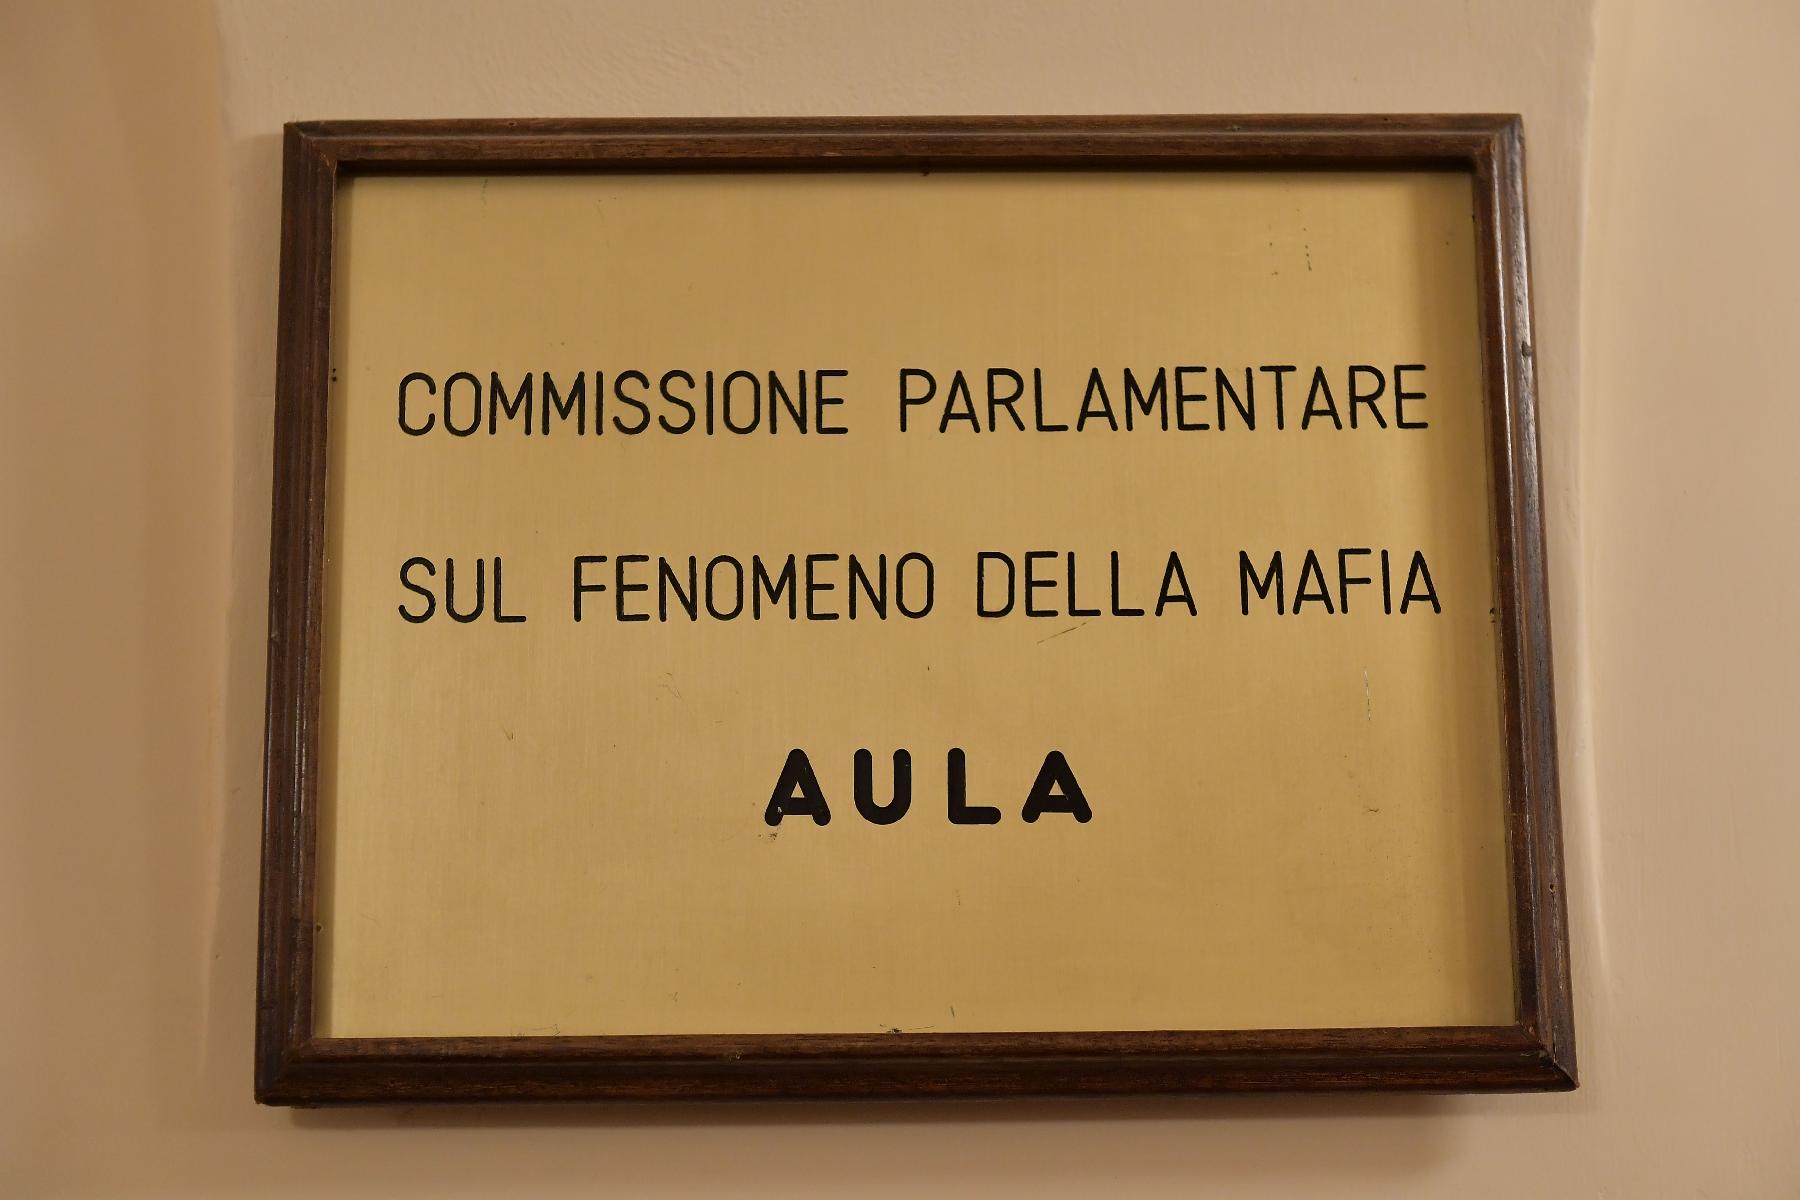 COMMISSIONE PARLAMENTARE
SUL FENOMENO DELLA MAFIA
AULA